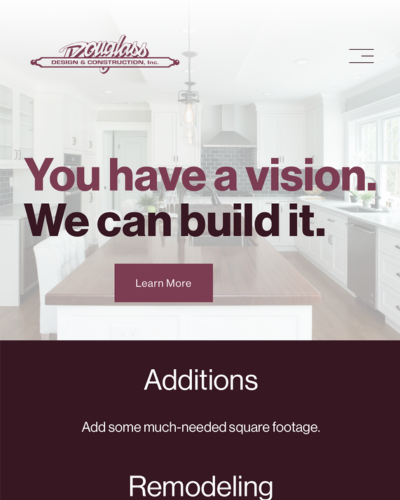 Douglass
DESIGN & CONSTRUCTION, Inc.
You have a vision.
We can build it.
Learn More
Additions
Add some much-needed square footage.
Remodeling